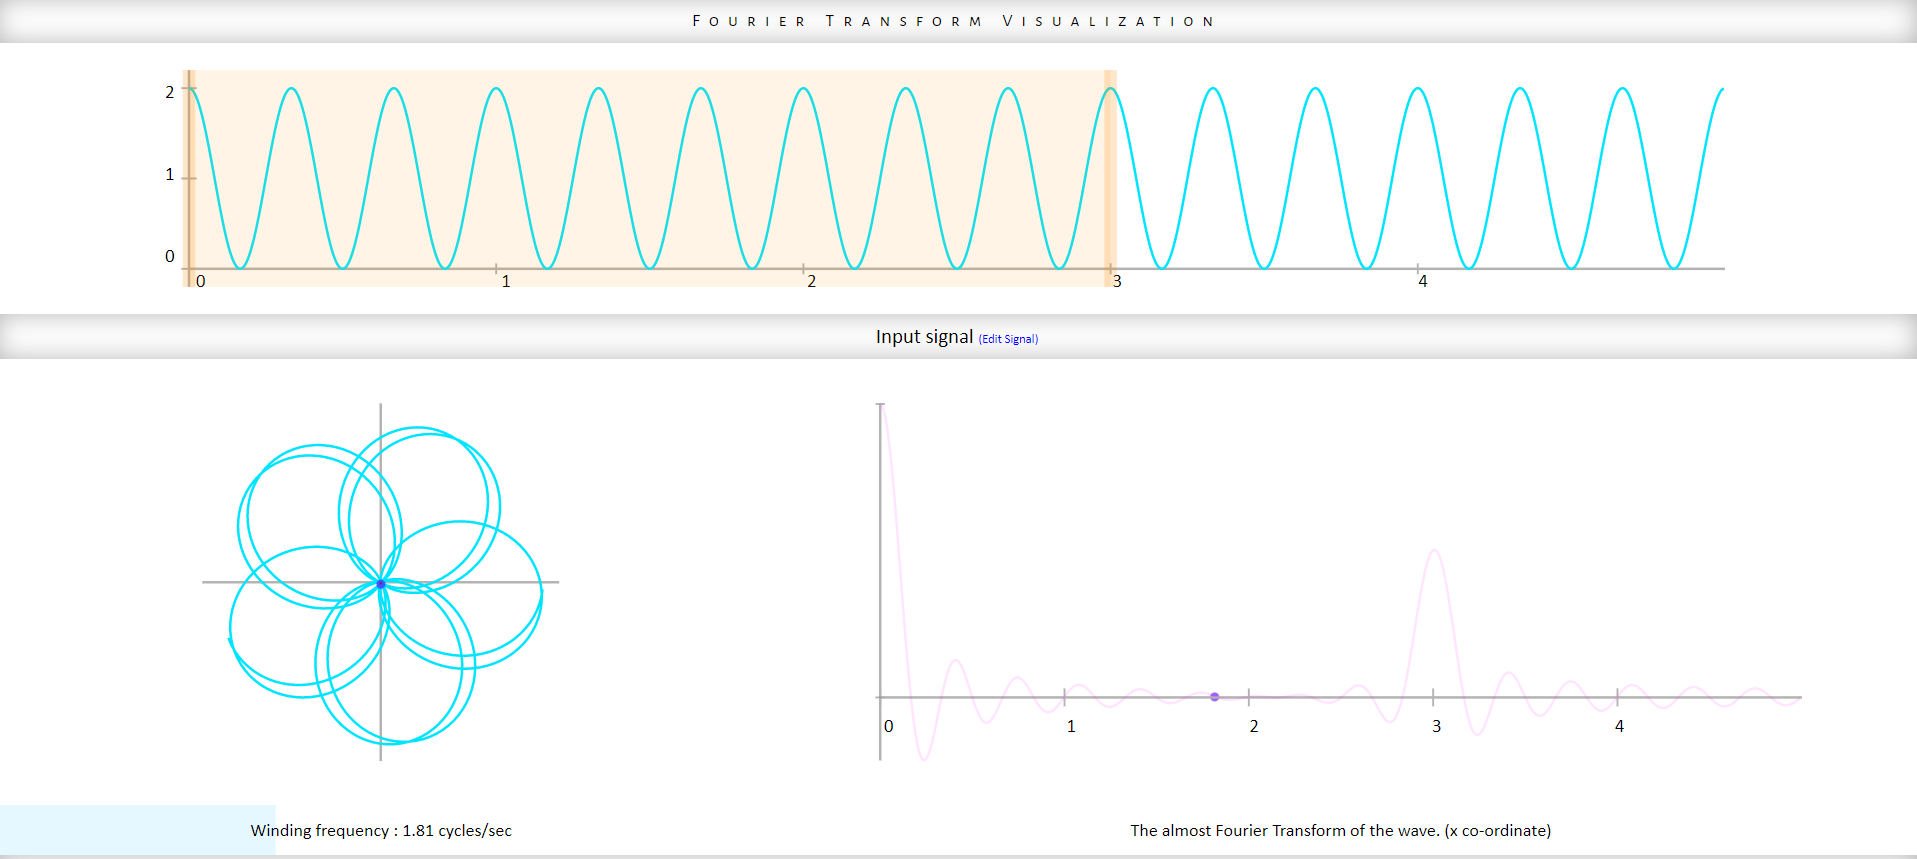 Fourier Transform Visualization
2
1
0
0 1 2 3 4
Input signal (Edit Signal)
0 1 2 3 4
Winding frequency : 1.81 cycles/sec
The almost Fourier Transform of the wave. (x co-ordinate)